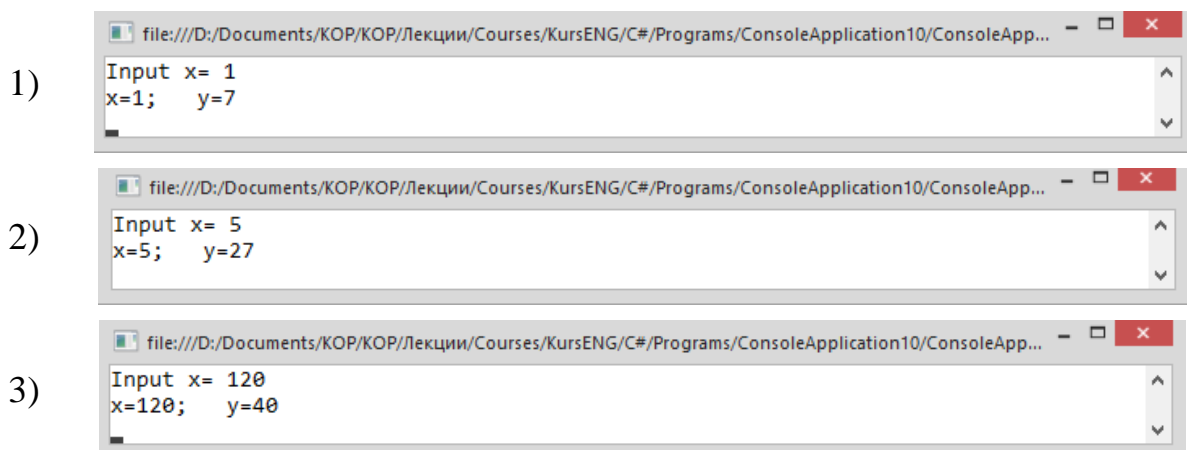 file:///D:/Documents/KOP/KOP/Лекции/Courses/KursENG/C#/Programs/ConsoleApplication10/ConsoleApp...
1)
Input x= 1
x=1;   y=7
file:///D:/Documents/KOP/KOP/Лекции/Courses/KursENG/C#/Programs/ConsoleApplication10/ConsoleApp...
2)
Input x= 5
x=5;   y=27
file:///D:/Documents/KOP/KOP/Лекции/Courses/KursENG/C#/Programs/ConsoleApplication10/ConsoleApp...
3)
Input x= 120
x=120;   y=40